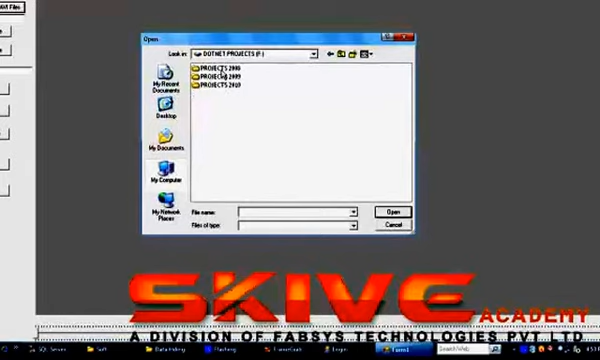 Open
Look in:
DOTNET PROJECTS (F:)
PROJECTS 2008
PROJECTS 2009
PROJECTS 2010
My Recent
Documents
Desktop
My Documents
My Computer
My Network
Places
File name:
Open
Files of type:
Cancel
SKIVE
ACADEMY
A DIVISION OF FABSYS TECHNOLOGIES PVT LTD
Form1